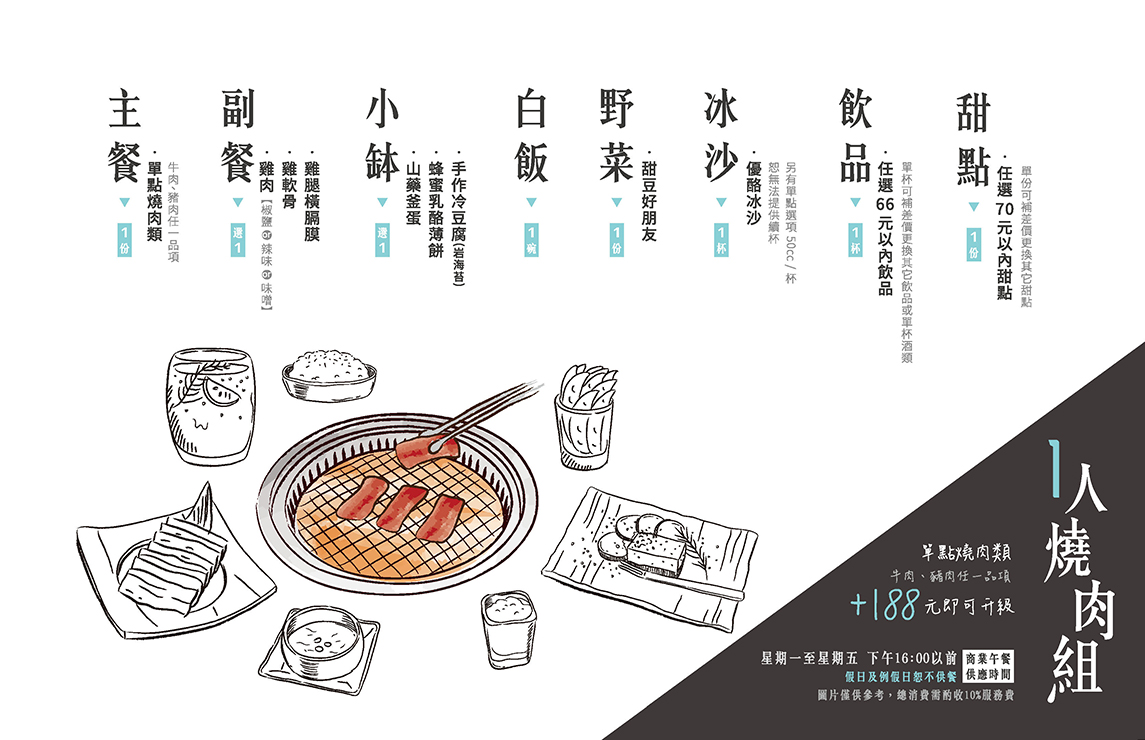 主餐
1份
・單點燒肉類
牛肉、豬肉任一品項
副餐
選1
・雞肉【椒鹽or辣味or味噌】
・雞軟骨
・雞腿橫膈膜
小缽
選1
・山藥釜蛋
・蜂蜜乳酪薄餅
・手作冷豆腐(岩海苔)
白飯
1碗
野菜
1份
・甜豆好朋友
冰沙
1杯
・優酪冰沙
恕無法提供續杯
另有單點選項 50cc / 杯
飲品
1杯
・任選 66 元以內飲品
單杯可補差價更換其它飲品或單杯酒類
甜點
1份
・任選 70 元以內甜點
單份可補差價更換其它甜點
1人燒肉組
單點燒肉類
牛肉、豬肉任一品項
+188元即可升級
星期一至星期五 下午16:00以前
商業午餐
供應時間
假日及例假日恕不供餐
圖片僅供參考，總消費需酌收10%服務費